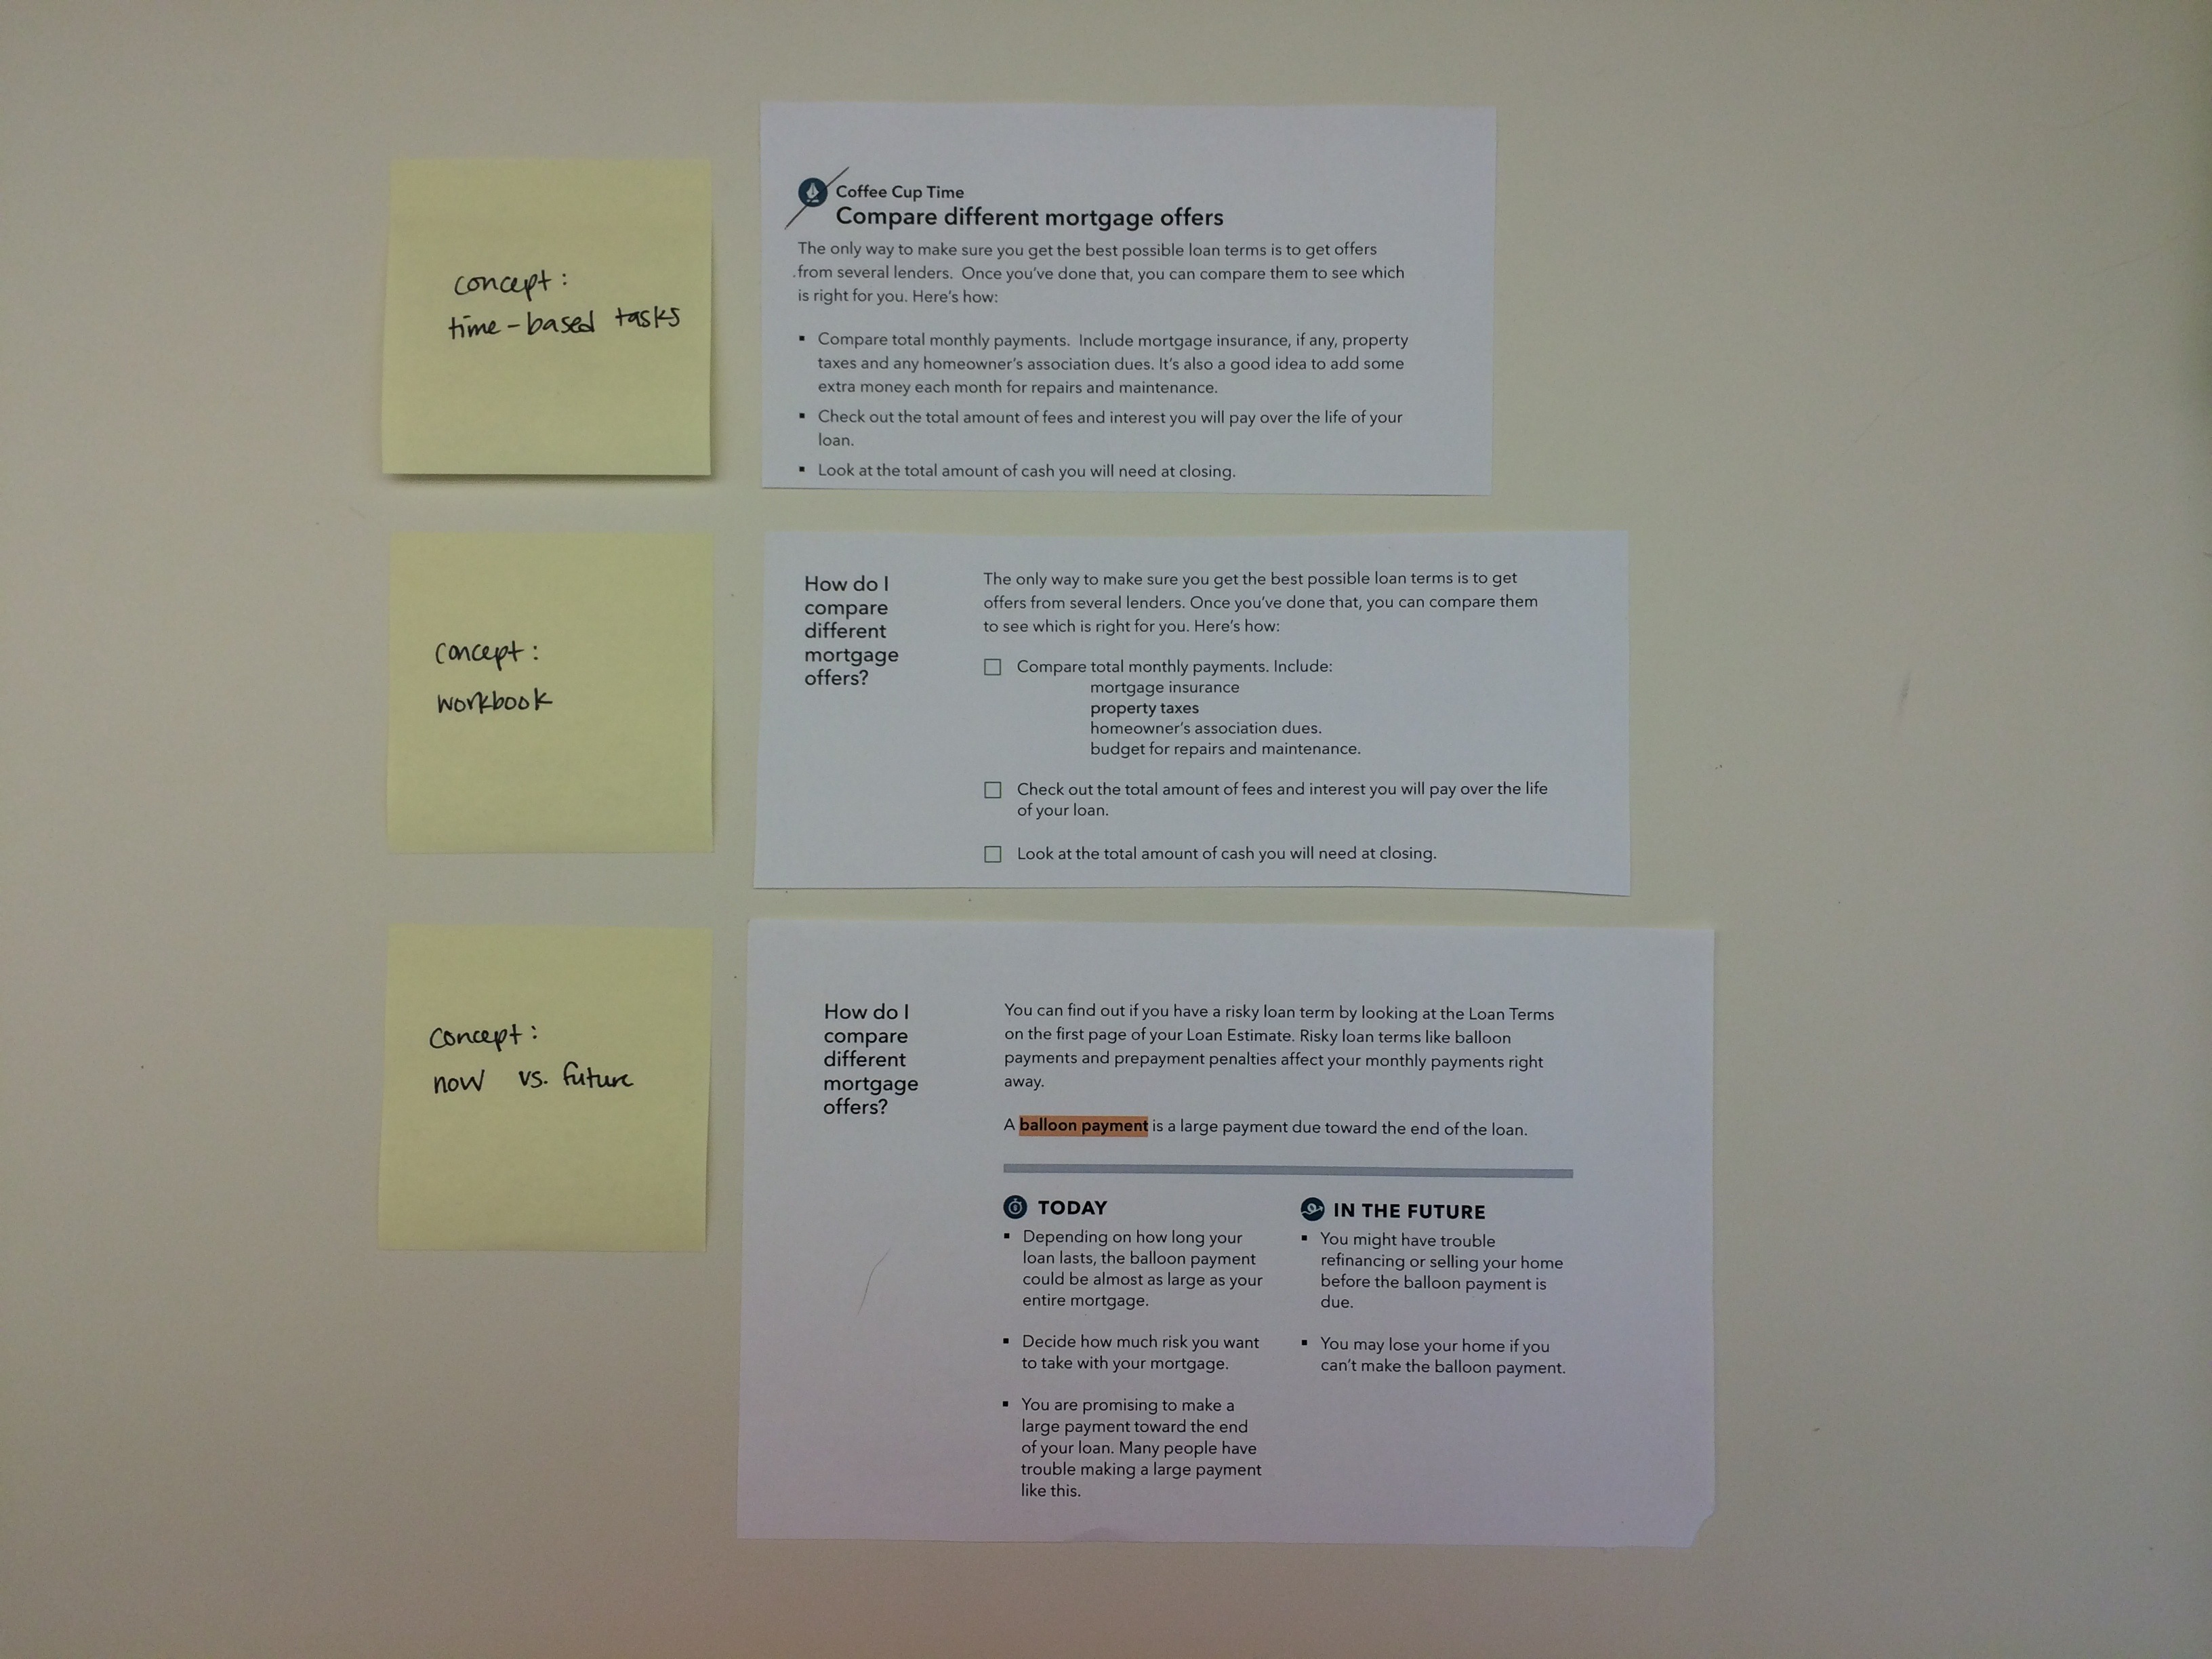 concept:
time-based tasks
Coffee Cup Time
Compare different mortgage offers
The only way to make sure you get the best possible loan terms is to get offers
from several lenders.  Once you've done that, you can compare them to see which
is right for you. Here's how:
▪ Compare total monthly payments.  Include mortgage insurance, if any, property
taxes and any homeowner's association dues. It's also a good idea to add some
extra money each month for repairs and maintenance.
▪ Check out the total amount of fees and interest you will pay over the life of your
loan.
▪ Look at the total amount of cash you will need at closing.
concept:
workbook
How do I
compare
different
mortgage
offers?
The only way to make sure you get the best possible loan terms is to get
offers from several lenders. Once you've done that, you can compare them
to see which is right for you. Here's how:
Compare total monthly payments. Include:
mortgage insurance
property taxes
homeowner's association dues.
budget for repairs and maintenance.
Check out the total amount of fees and interest you will pay over the life
of your loan.
Look at the total amount of cash you will need at closing.
concept:
now vs. future
How do I
compare
different
mortgage
offers?
You can find out if you have a risky loan term by looking at the Loan Terms
on the first page of your Loan Estimate. Risky loan terms like balloon
payments and prepayment penalties affect your monthly payments right
away.
A balloon payment is a large payment due toward the end of the loan.
TODAY
▪ Depending on how long your
loan lasts, the balloon payment
could be almost as large as your
entire mortgage.
▪ Decide how much risk you want
to take with your mortgage.
▪ You are promising to make a
large payment toward the end
of your loan. Many people have
trouble making a large payment
like this.
IN THE FUTURE
▪ You might have trouble
refinancing or selling your home
before the balloon payment is
due.
▪ You may lose your home if you
can't make the balloon payment.